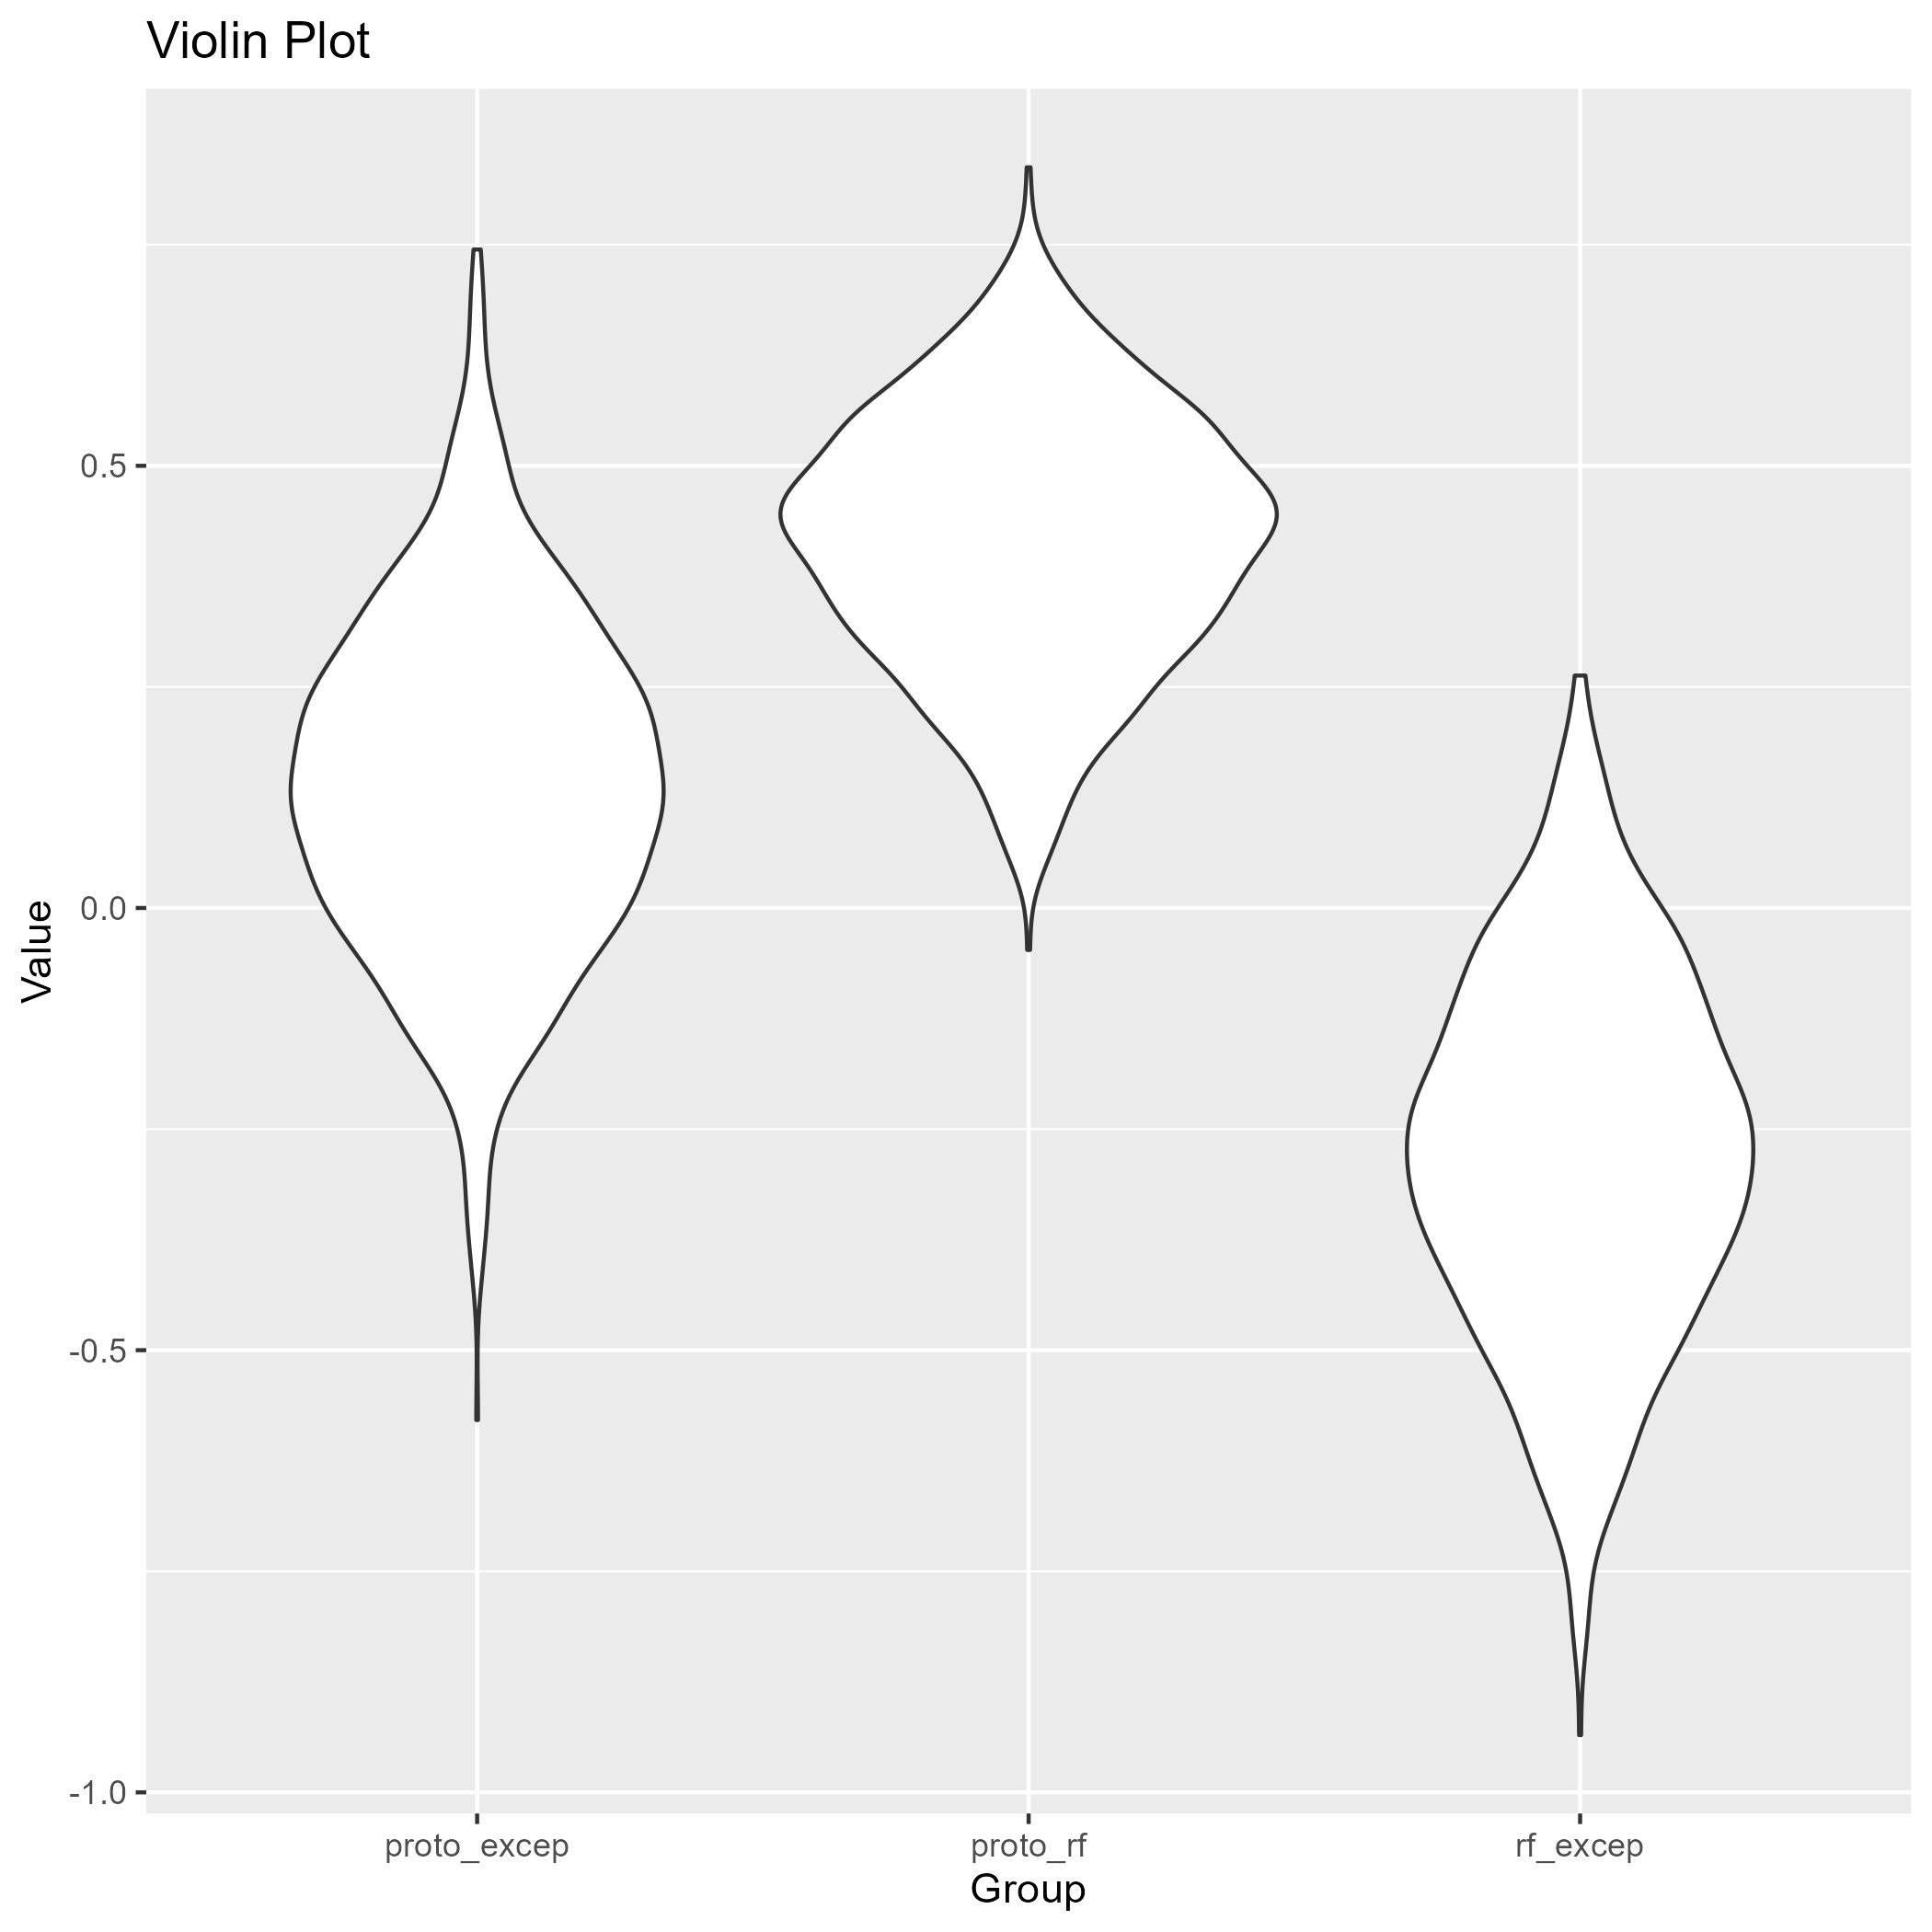 Violin Plot
Value
0.5
0.0
-0.5
-1.0
proto_excep
proto_rf
rf_excep
Group